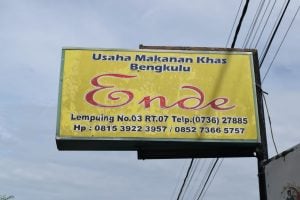 Usaha Makanan Khas
Bengkulu
Ende
Lempuing No.03 RT.07 Telp.(0736) 27885
Hp : 0815 3922 3957 / 0852 7366 5757